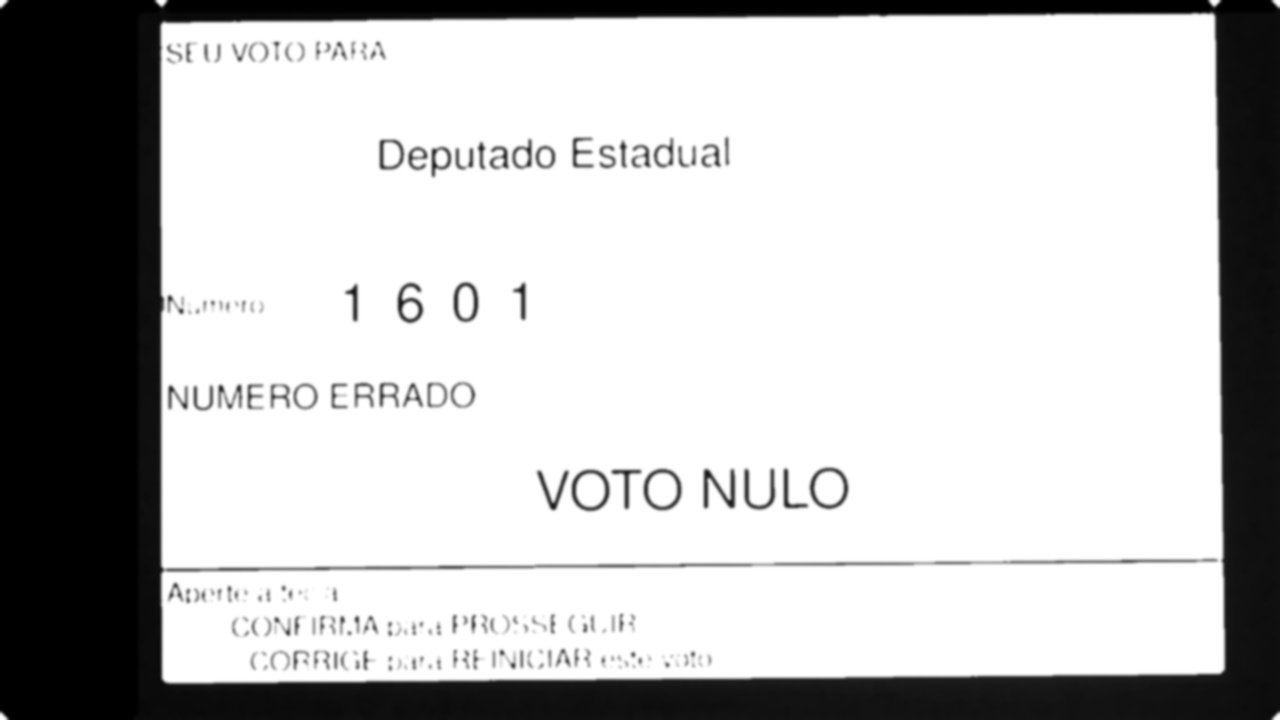 SEU VOTO PARA
Deputado Estadual
Numero 1 6 0 1
NUMERO ERRADO
VOTO NULO
Aperte a tecla
CONFIRMA para PROSSEGUIR
CORRIGE para REINICIAR este voto